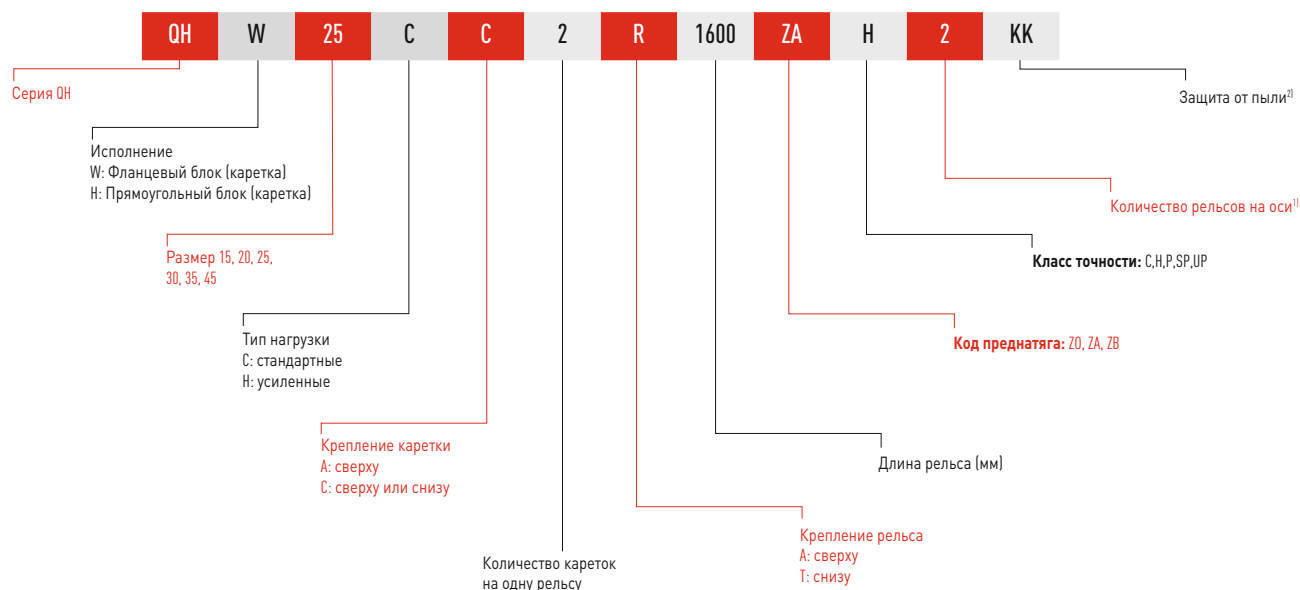 QH W 25 C C 2 R 1600 ZA H 2 KK
Серия QH
Защита от пыли²⁾
Исполнение
W: Фланцевый блок (каретка)
H: Прямоугольный блок (каретка)
Количество рельсов на оси¹⁾
Размер 15, 20, 25,
30, 35, 45
Класс точности: C,H,P,SP,UP
Тип нагрузки
C: стандартные
H: усиленные
Код преднатяга: Z0, ZA, ZB
Крепление каретки
A: сверху
C: сверху или снизу
Длина рельса (мм)
Крепление рельса
A: сверху
T: снизу
Количество кареток
на одну рельсу